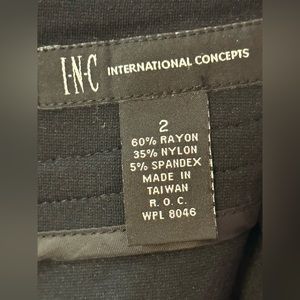 I·N·C INTERNATIONAL CONCEPTS
2
60% RAYON
35% NYLON
5% SPANDEX
MADE IN
TAIWAN
R. O. C.
WPL 8046